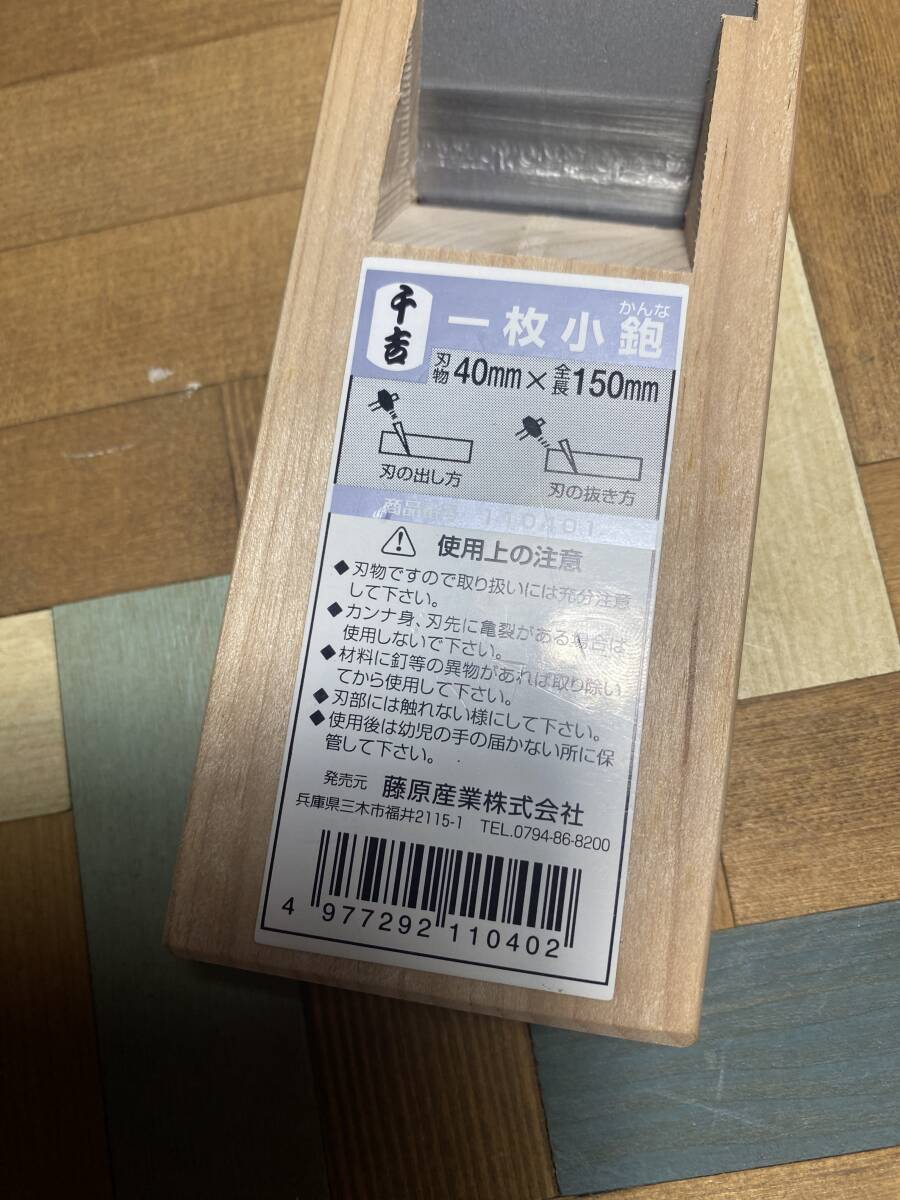 千吉
一枚小鉋
かんな
刃物40mm×全長150mm
刃の出し方
刃の抜き方
商品番号 110401
使用上の注意
◆刃物ですので取り扱いには充分注意
して下さい。
◆カンナ身、刃先に亀裂がある場合は
使用しないで下さい。
◆材料に釘等の異物があれば取り除い
てから使用して下さい。
◆刃部には触れない様にして下さい。
◆使用後は幼児の手の届かない所に保
管して下さい。
発売元 藤原産業株式会社
兵庫県三木市福井2115-1 TEL.0794-86-8200
4 977292 110402